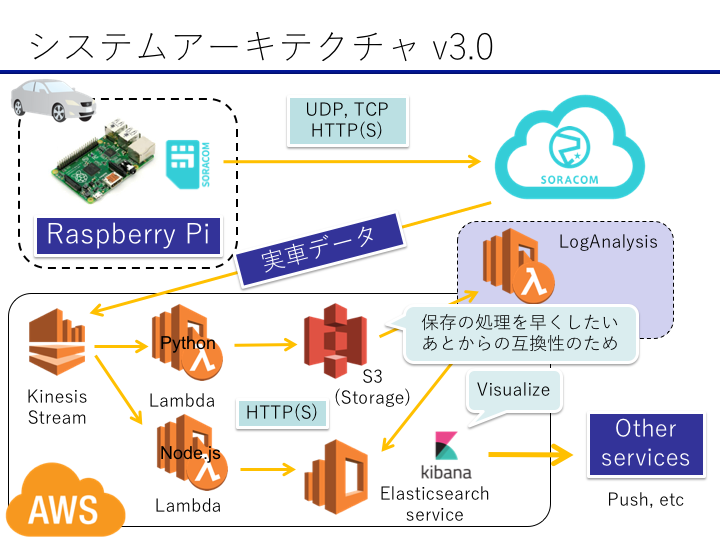 システムアーキテクチャ v3.0
UDP, TCP
HTTP(S)
SORACOM
SORACOM
Raspberry Pi
実車データ
LogAnalysis
保存の処理を早くしたい
あとからの互換性のため
Python
Kinesis
Stream
Lambda
S3
(Storage)
Visualize
HTTP(S)
Node.js
Lambda
kibana
Elasticsearch
service
Other
services
Push, etc
AWS